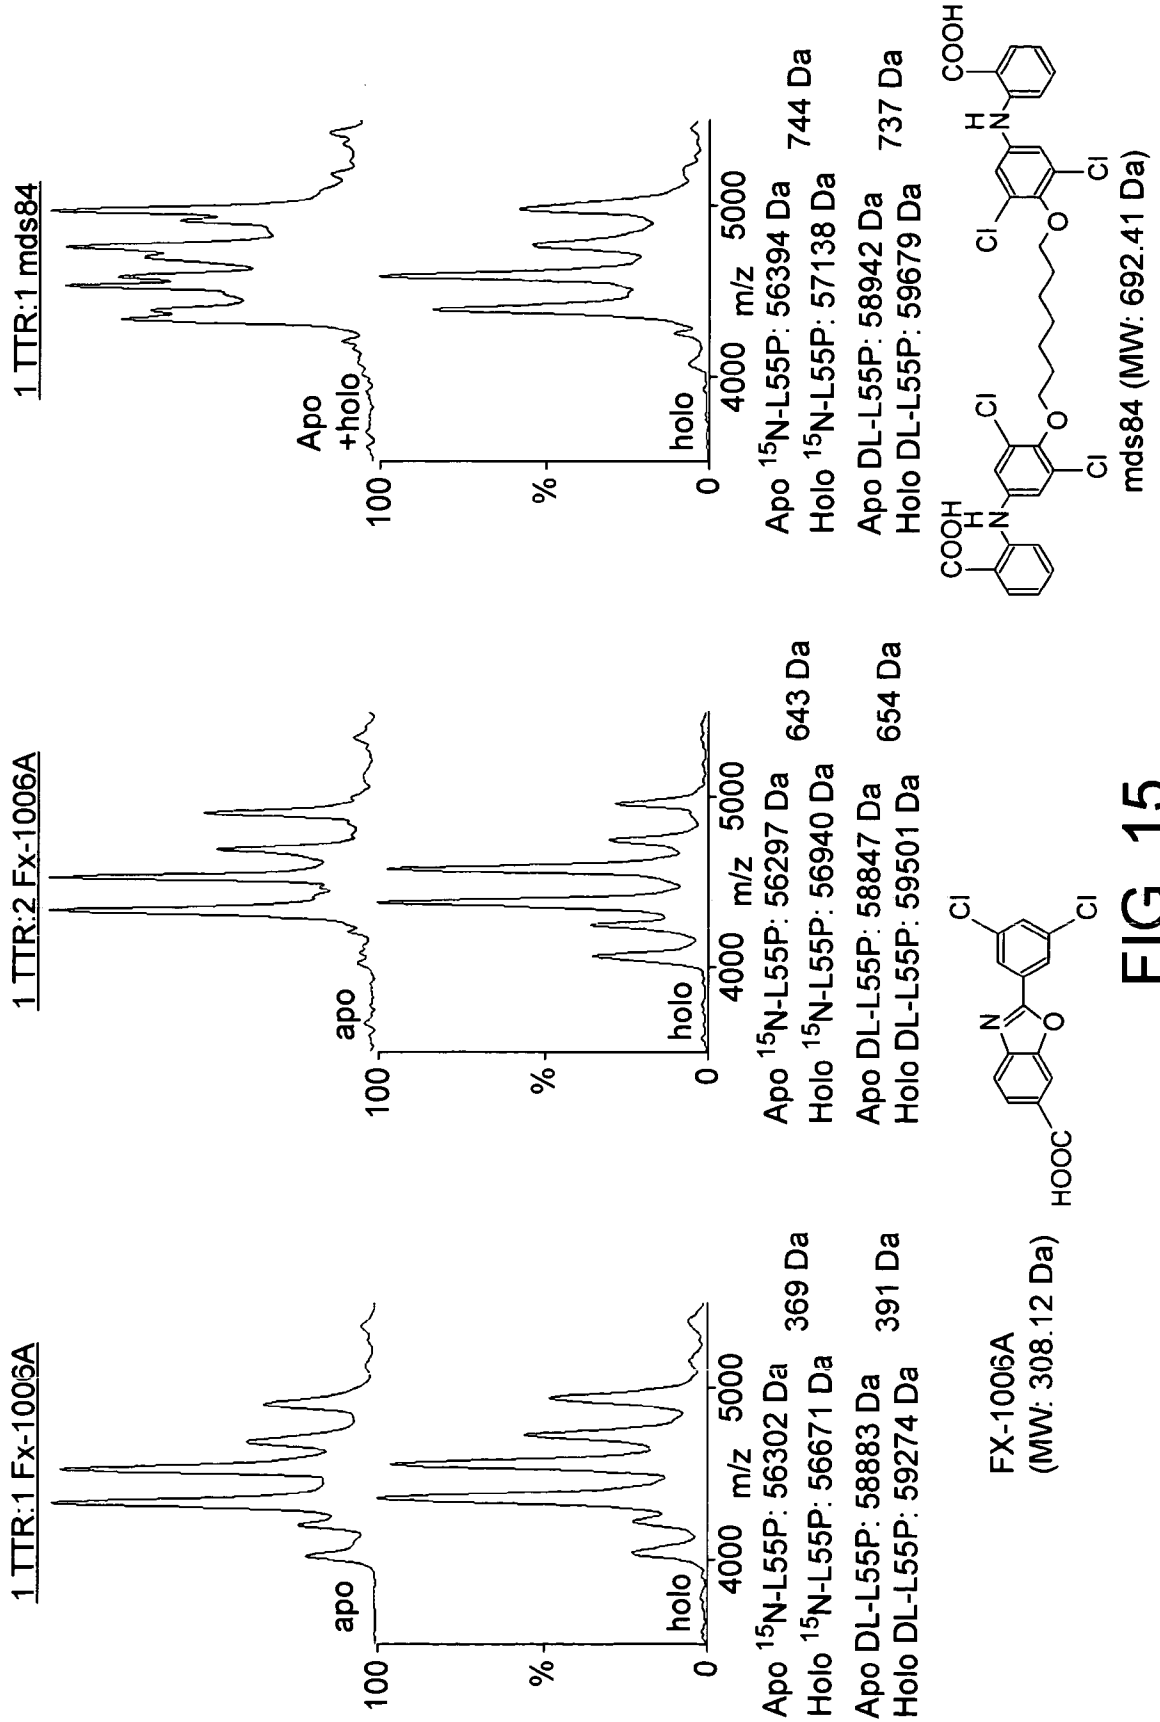 1 TTR:1 Fx-1006A
apo
100
%
holo
0
4000
m/z
5000
Apo 15N-L55P: 56302 Da
Holo 15N-L55P: 56671 Da
369 Da
Apo DL-L55P: 58883 Da
Holo DL-L55P: 59274 Da
391 Da
1 TTR:2 Fx-1006A
apo
100
%
holo
0
4000
m/z
5000
Apo 15N-L55P: 56297 Da
Holo 15N-L55P: 56940 Da
643 Da
Apo DL-L55P: 58847 Da
Holo DL-L55P: 59501 Da
654 Da
1 TTR:1 mds84
Apo
+holo
100
%
holo
0
4000
m/z
5000
Apo 15N-L55P: 56394 Da
Holo 15N-L55P: 57138 Da
744 Da
Apo DL-L55P: 58942 Da
Holo DL-L55P: 59679 Da
737 Da
FX-1006A
(MW: 308.12 Da)
HOOC
N
O
Cl
Cl
COOH
H
N
Cl
Cl
O
O
Cl
Cl
H
N
COOH
mds84 (MW: 692.41 Da)
FIG. 15